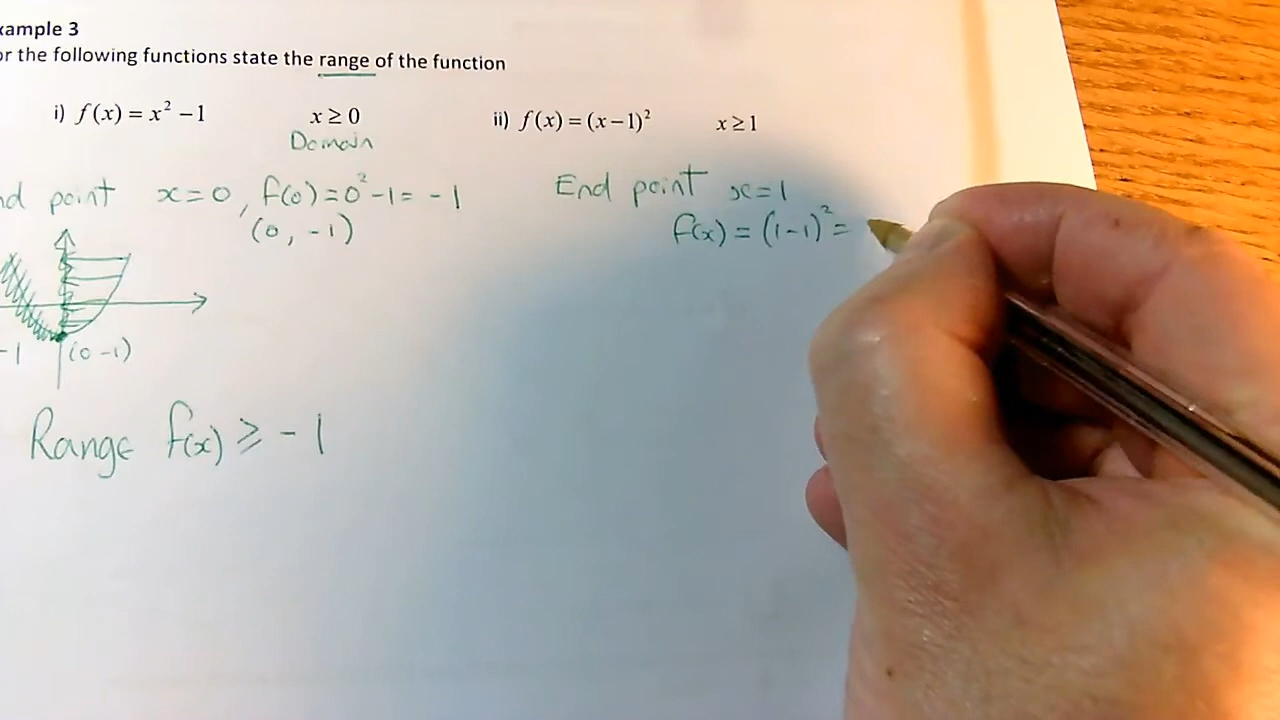 xample 3
or the following functions state the range of the function
i) f(x) = x² − 1 x ≥ 0
Domain
ii) f(x) = (x − 1)² x ≥ 1
nd point x=0, f(0)=0²-1= -1
(0, -1)
-1 (0 -1)
Range f(x) ≥ -1
End point x=1
f(x) = (1-1)² =